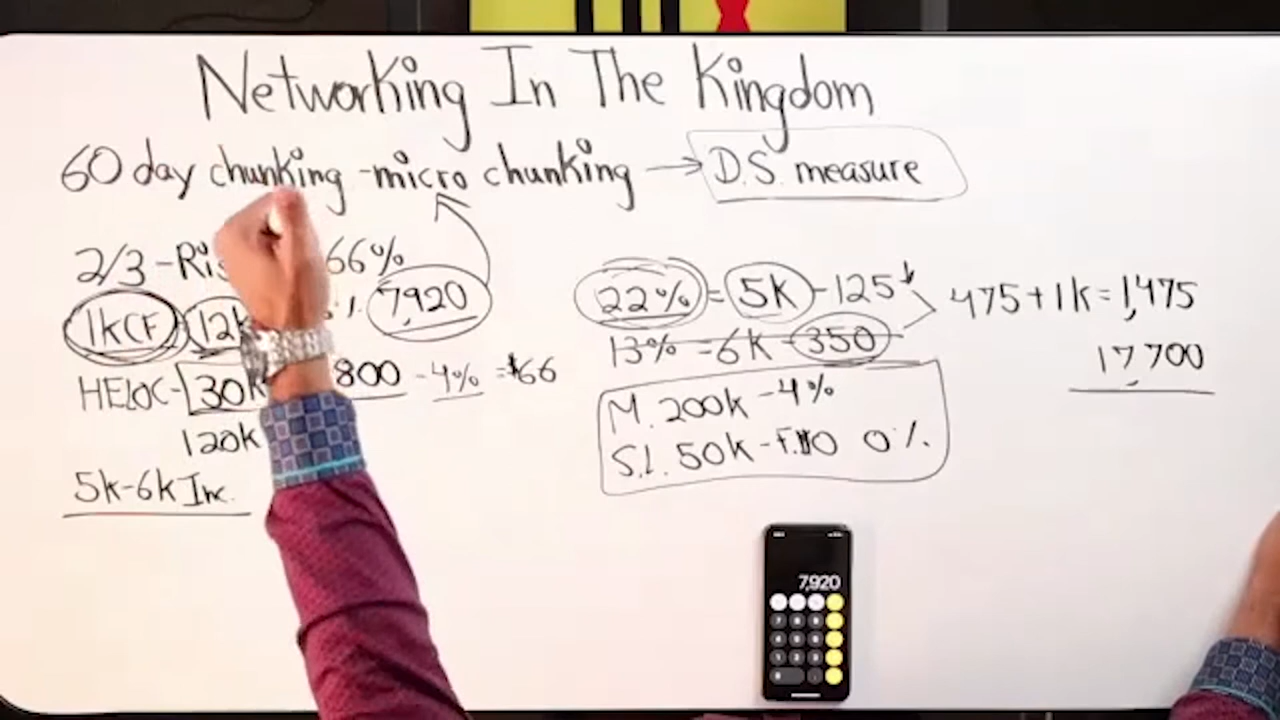 Networking In The Kingdom
60 day chunking - micro chunking → D.S. measure
2/3 - Ris 66%
1kCF 12k % 7,920
HELOC - 30k 800 - 4% = $66
120k
5k-6k Inc.
22% = 5k - 125
13% = 6k - 350
475 + 1k = 1,475
17,700
M. 200k - 4%
S.L. 50k - 0%
7,920